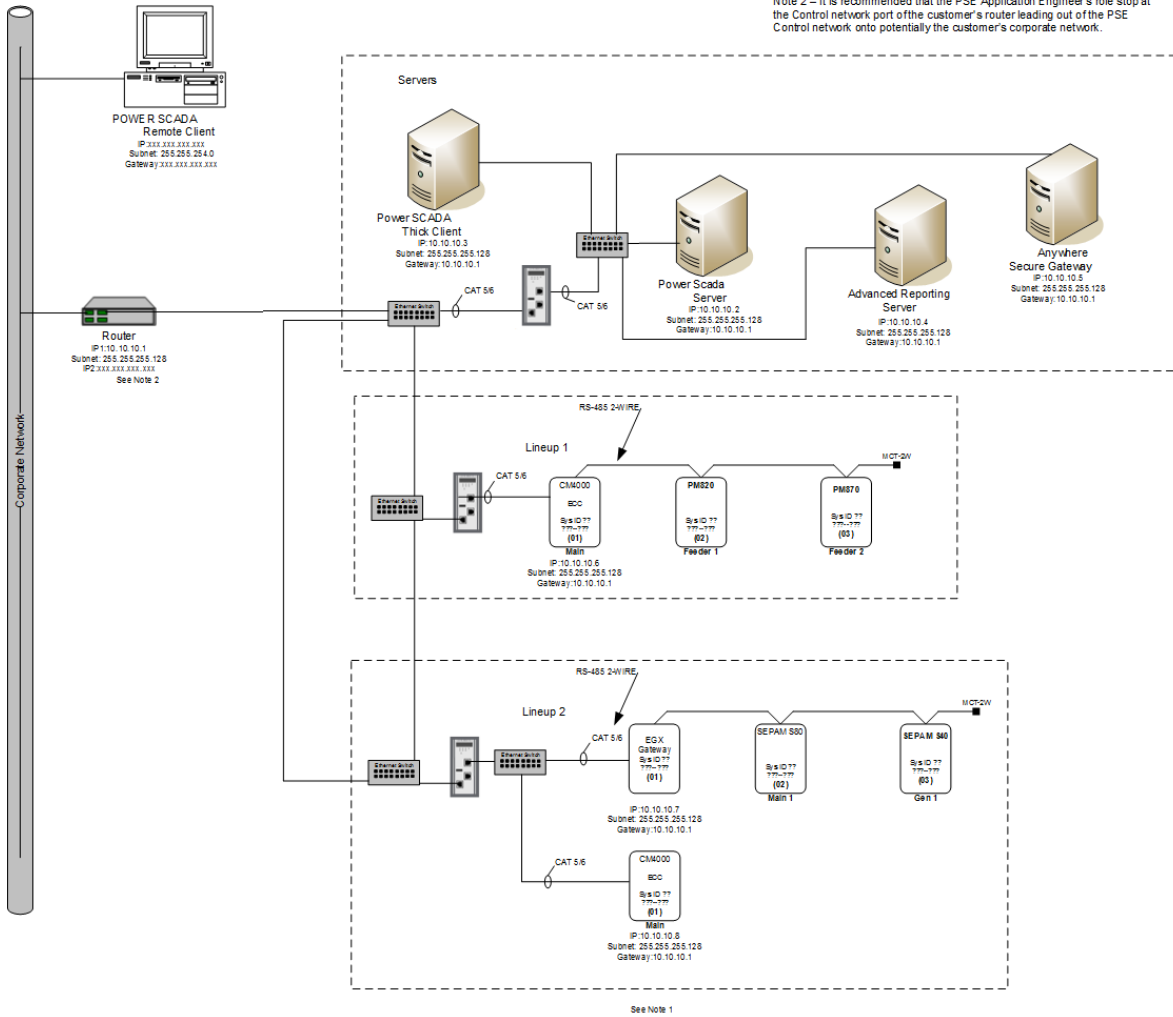 Note 2 – It is recommended that the PSE Application Engineer's role stop at
the Control network port of the customer's router leading out of the PSE
Control network onto potentially the customer's corporate network.
Servers
POWER SCADA
Remote Client
IP:xxx.xxx.xxx.xxx
Subnet: 255.255.254.0
Gateway:xxx.xxx.xxx.xxx
Power SCADA
Thick Client
IP:10.10.10.3
Subnet: 255.255.255.128
Gateway:10.10.10.1
Ethernet Switch
Power Scada
Server
IP:10.10.10.2
Subnet: 255.255.255.128
Gateway:10.10.10.1
Advanced Reporting
Server
IP:10.10.10.4
Subnet: 255.255.255.128
Gateway:10.10.10.1
Anywhere
Secure Gateway
IP:10.10.10.5
Subnet: 255.255.255.128
Gateway:10.10.10.1
CAT 5/6
CAT 5/6
Ethernet Switch
Router
IP1:10.10.10.1
Subnet: 255.255.255.128
IP2:xxx.xxx.xxx.xxx
See Note 2
Corporate Network
RS-485 2-WIRE
Lineup 1
MCT-2W
CAT 5/6
Ethernet Switch
CM4000
ECC
Sys ID ??
???--???
(01)
Main
IP:10.10.10.6
Subnet: 255.255.255.128
Gateway:10.10.10.1
PM820
Sys ID ??
???--???
(02)
Feeder 1
PM870
Sys ID ??
???--???
(03)
Feeder 2
RS-485 2-WIRE
Lineup 2
MCT-2W
CAT 5/6
Ethernet Switch
Ethernet Switch
EGX
Gateway
Sys ID ??
???--???
(01)
IP:10.10.10.7
Subnet: 255.255.255.128
Gateway:10.10.10.1
SEPAM S80
Sys ID ??
???--???
(02)
Main 1
SEPAM S40
Sys ID ??
???--???
(03)
Gen 1
CAT 5/6
CM4000
ECC
Sys ID ??
???--???
(01)
Main
IP:10.10.10.8
Subnet: 255.255.255.128
Gateway:10.10.10.1
See Note 1